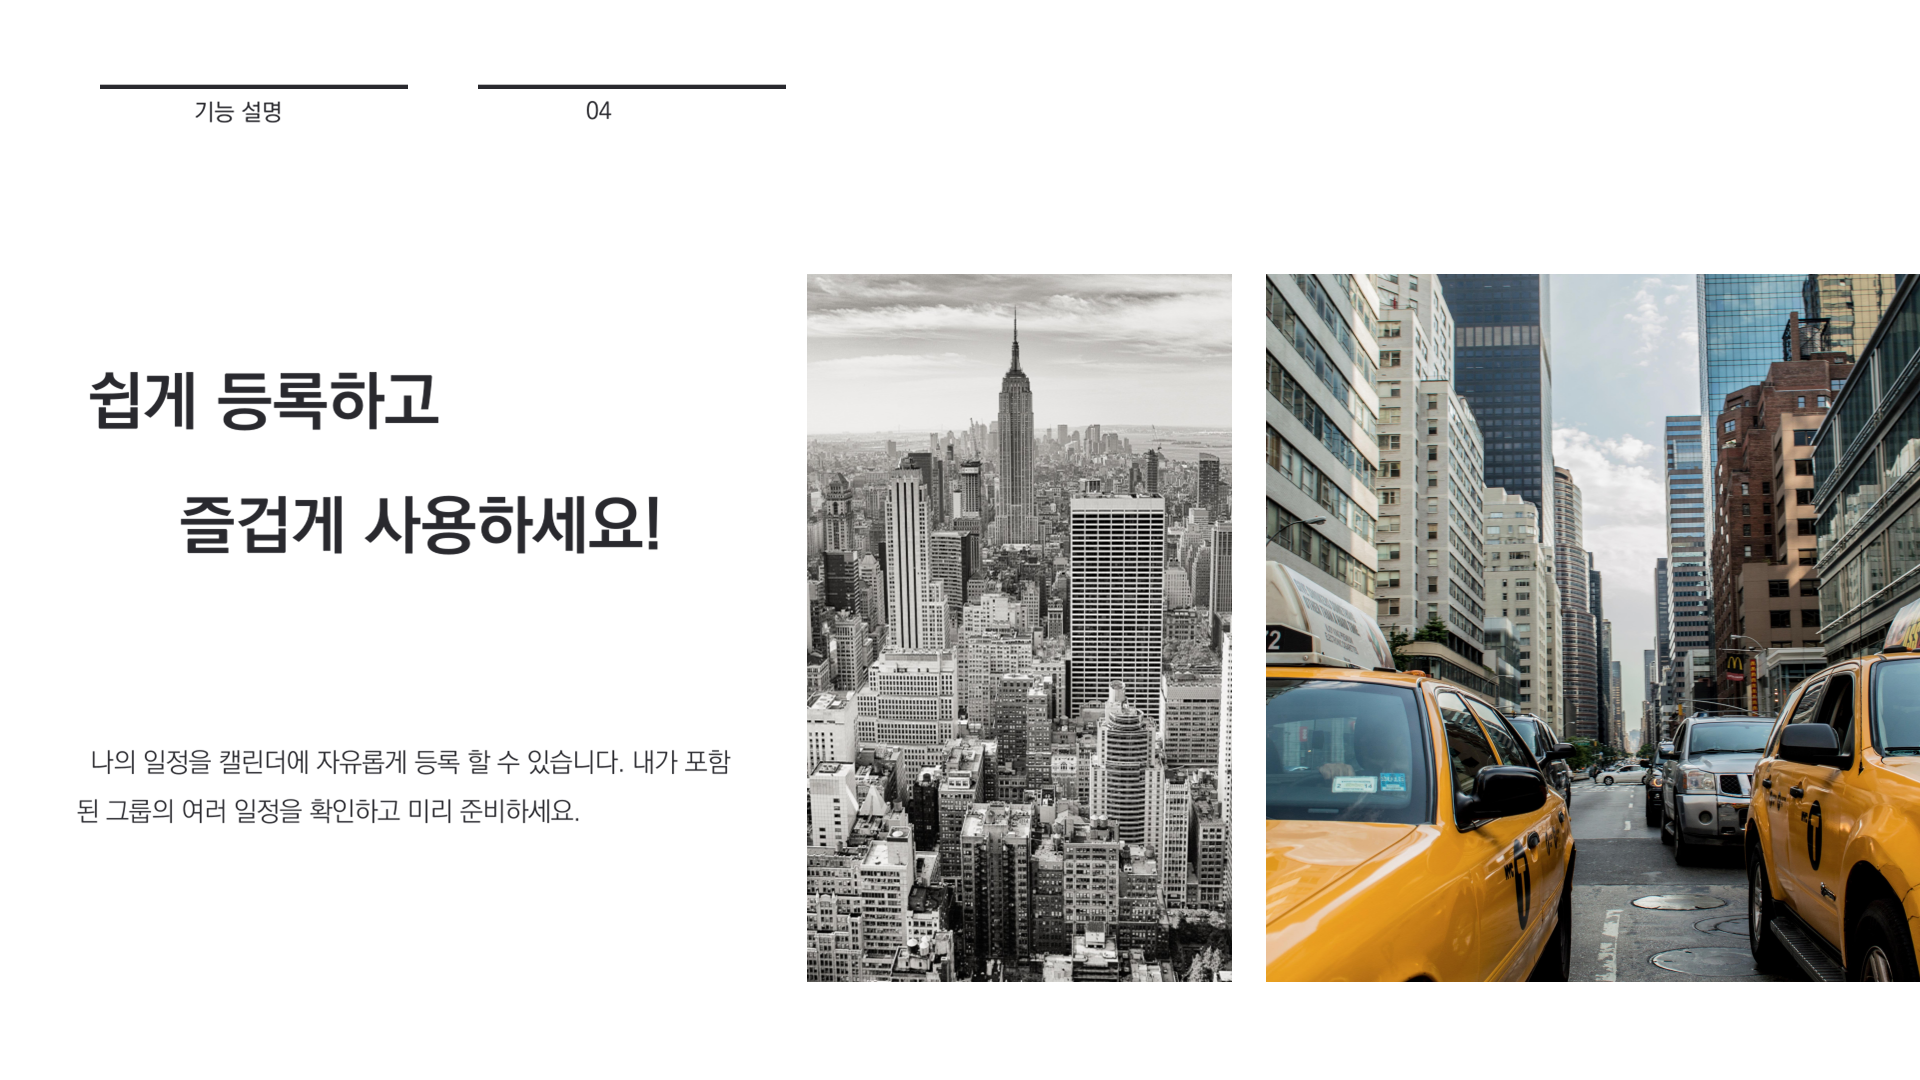 기능 설명
04
쉽게 등록하고
즐겁게 사용하세요!
나의 일정을 캘린더에 자유롭게 등록 할 수 있습니다. 내가 포함
된 그룹의 여러 일정을 확인하고 미리 준비하세요.